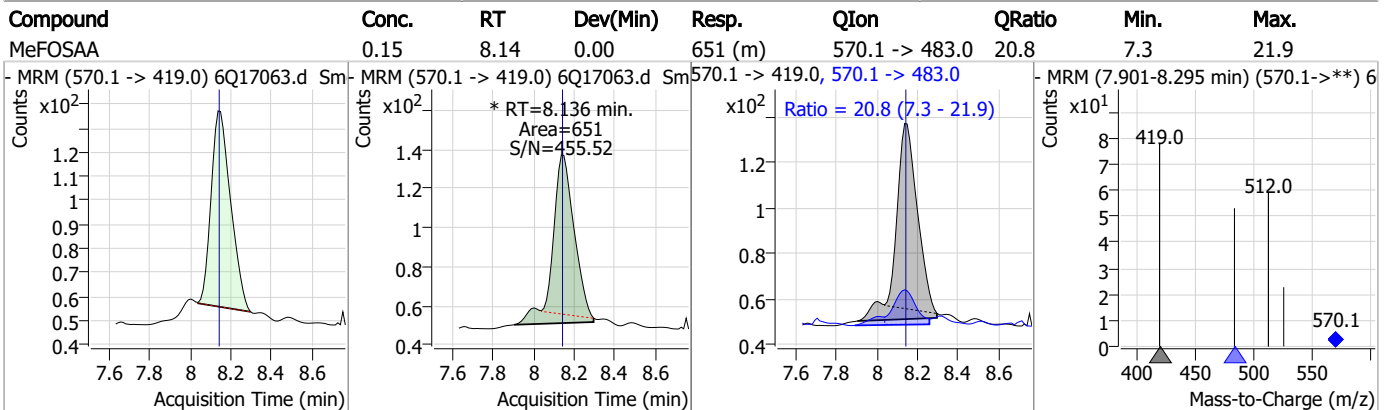 Compound Conc. RT Dev(Min) Resp. QIon QRatio Min. Max.
MeFOSAA 0.15 8.14 0.00 651 (m) 570.1 -> 483.0 20.8 7.3 21.9
- MRM (570.1 -> 419.0) 6Q17063.d Sm
Counts
x10²
1.2
1.1
1
0.9
0.8
0.7
0.6
0.5
0.4
7.6 7.8 8 8.2 8.4 8.6
Acquisition Time (min)
- MRM (570.1 -> 419.0) 6Q17063.d Sm
Counts
x10²
* RT=8.136 min.
Area=651
S/N=455.52
1.4
1.2
1
0.8
0.6
0.4
7.6 7.8 8 8.2 8.4 8.6
Acquisition Time (min)
570.1 -> 419.0, 570.1 -> 483.0
Counts
x10²
Ratio = 20.8 (7.3 - 21.9)
1.2
1
0.8
0.6
0.4
7.6 7.8 8 8.2 8.4 8.6
Acquisition Time (min)
- MRM (7.901-8.295 min) (570.1->**) 6
Counts
x10¹
8
7
6
5
4
3
2
1
0
419.0
512.0
570.1
400 450 500 550
Mass-to-Charge (m/z)